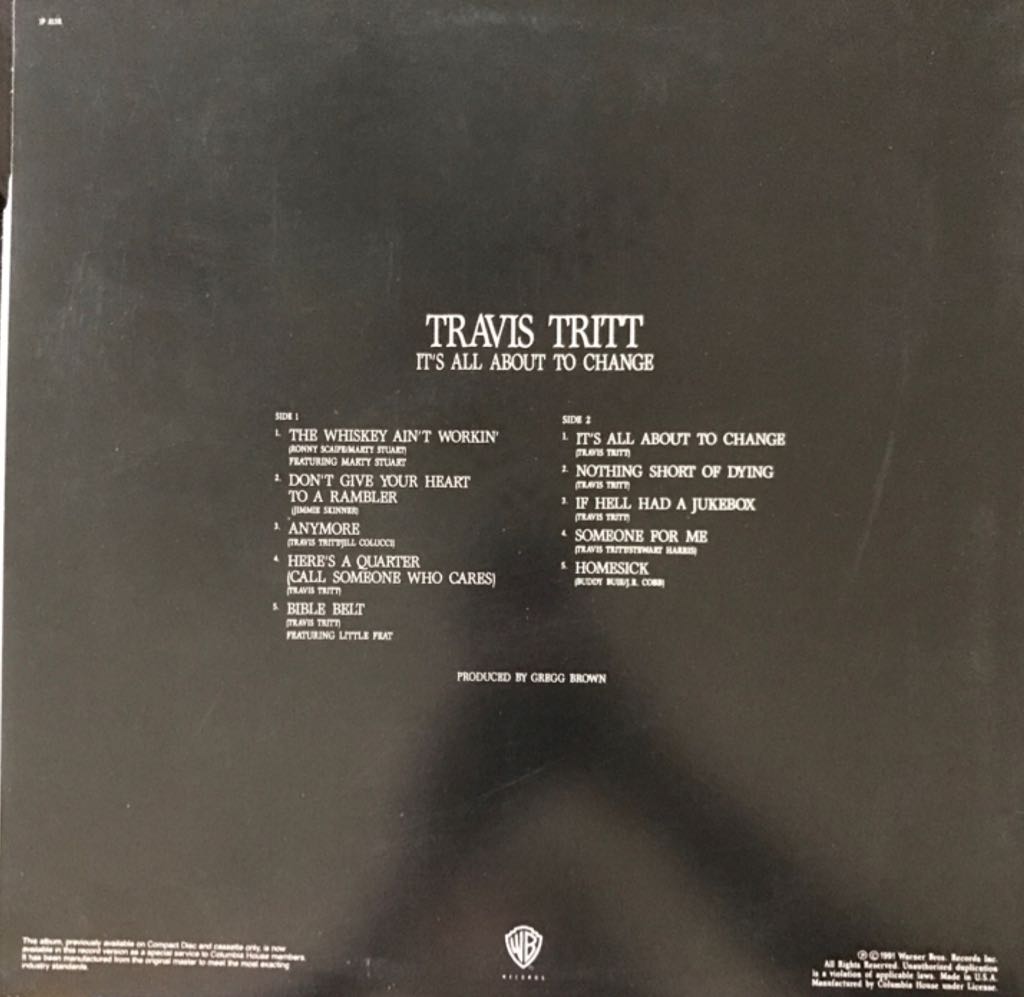 TRAVIS TRITT
IT'S ALL ABOUT TO CHANGE
SIDE 1
1. THE WHISKEY AIN'T WORKIN'
(RONNY SCAIFE/MARTY STUART)
FEATURING MARTY STUART
2. DON'T GIVE YOUR HEART
TO A RAMBLER
(JIMMIE SKINNER)
3. ANYMORE
(TRAVIS TRITT/JILL COLUCCI)
4. HERE'S A QUARTER
(CALL SOMEONE WHO CARES)
(TRAVIS TRITT)
5. BIBLE BELT
(TRAVIS TRITT)
FEATURING LITTLE FEAT
SIDE 2
1. IT'S ALL ABOUT TO CHANGE
(TRAVIS TRITT)
2. NOTHING SHORT OF DYING
(TRAVIS TRITT)
3. IF HELL HAD A JUKEBOX
(TRAVIS TRITT)
4. SOMEONE FOR ME
(TRAVIS TRITT/STEWART HARRIS)
5. HOMESICK
(BUDDY BUIE/J.R. COBB)
PRODUCED BY GREGG BROWN
This album, previously available on Compact Disc and cassette only, is now
available in this record version as a special service to Columbia House members.
It has been manufactured from the original master to meet the most exacting
industry standards.
WB
RECORDS
℗ © 1991 Warner Bros. Records Inc.
All Rights Reserved. Unauthorized duplication
is a violation of applicable laws. Made in U.S.A.
Manufactured by Columbia House under License.